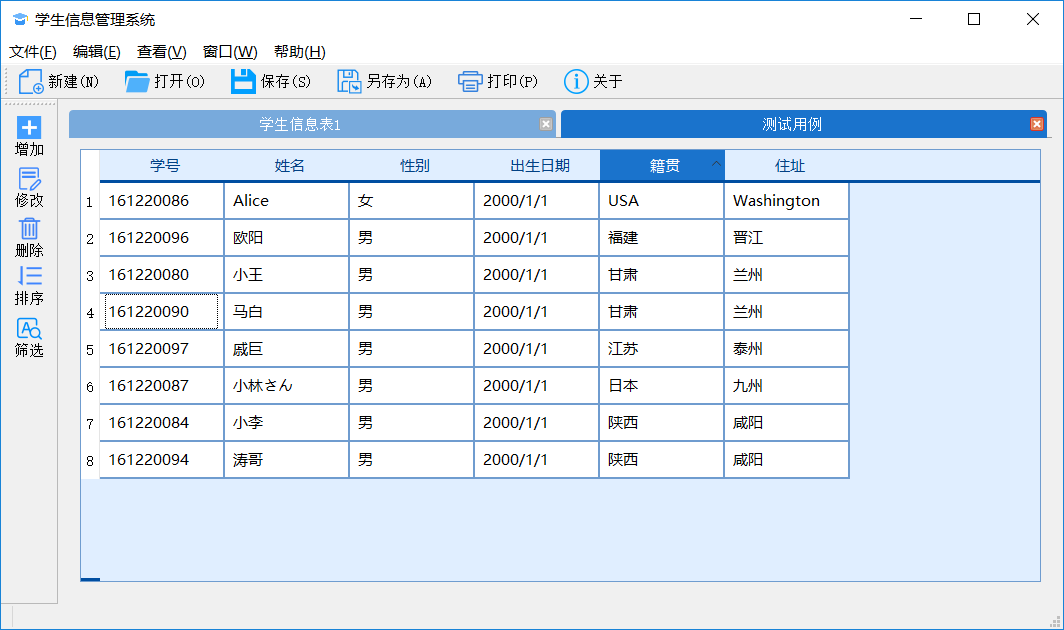 学生信息管理系统
文件(F) 编辑(E) 查看(V) 窗口(W) 帮助(H)
新建(N) 打开(O) 保存(S) 另存为(A) 打印(P) 关于
增加
修改
删除
排序
筛选
学生信息表1 测试用例
学号 姓名 性别 出生日期 籍贯 住址
1 161220086 Alice 女 2000/1/1 USA Washington
2 161220096 欧阳 男 2000/1/1 福建 晋江
3 161220080 小王 男 2000/1/1 甘肃 兰州
4 161220090 马白 男 2000/1/1 甘肃 兰州
5 161220097 戚巨 男 2000/1/1 江苏 泰州
6 161220087 小林さん 男 2000/1/1 日本 九州
7 161220084 小李 男 2000/1/1 陕西 咸阳
8 161220094 涛哥 男 2000/1/1 陕西 咸阳